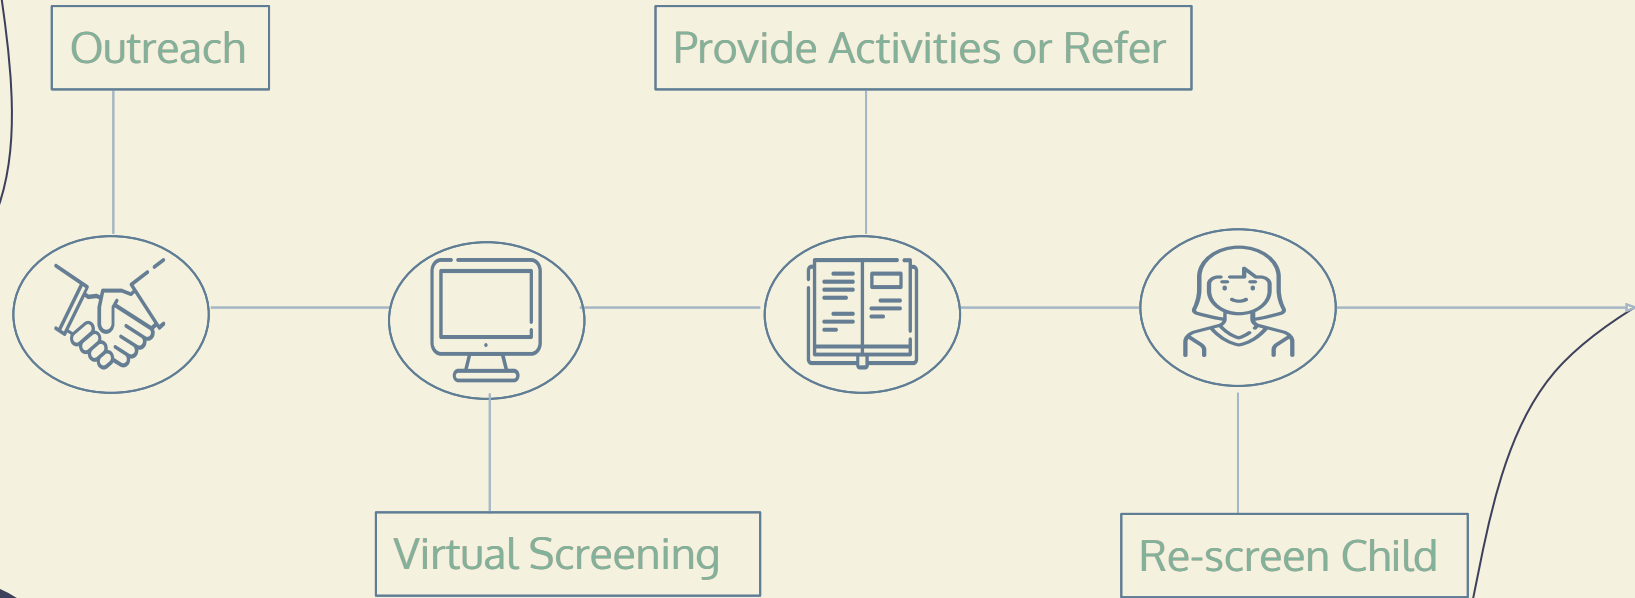 Outreach
Provide Activities or Refer
Virtual Screening
Re-screen Child